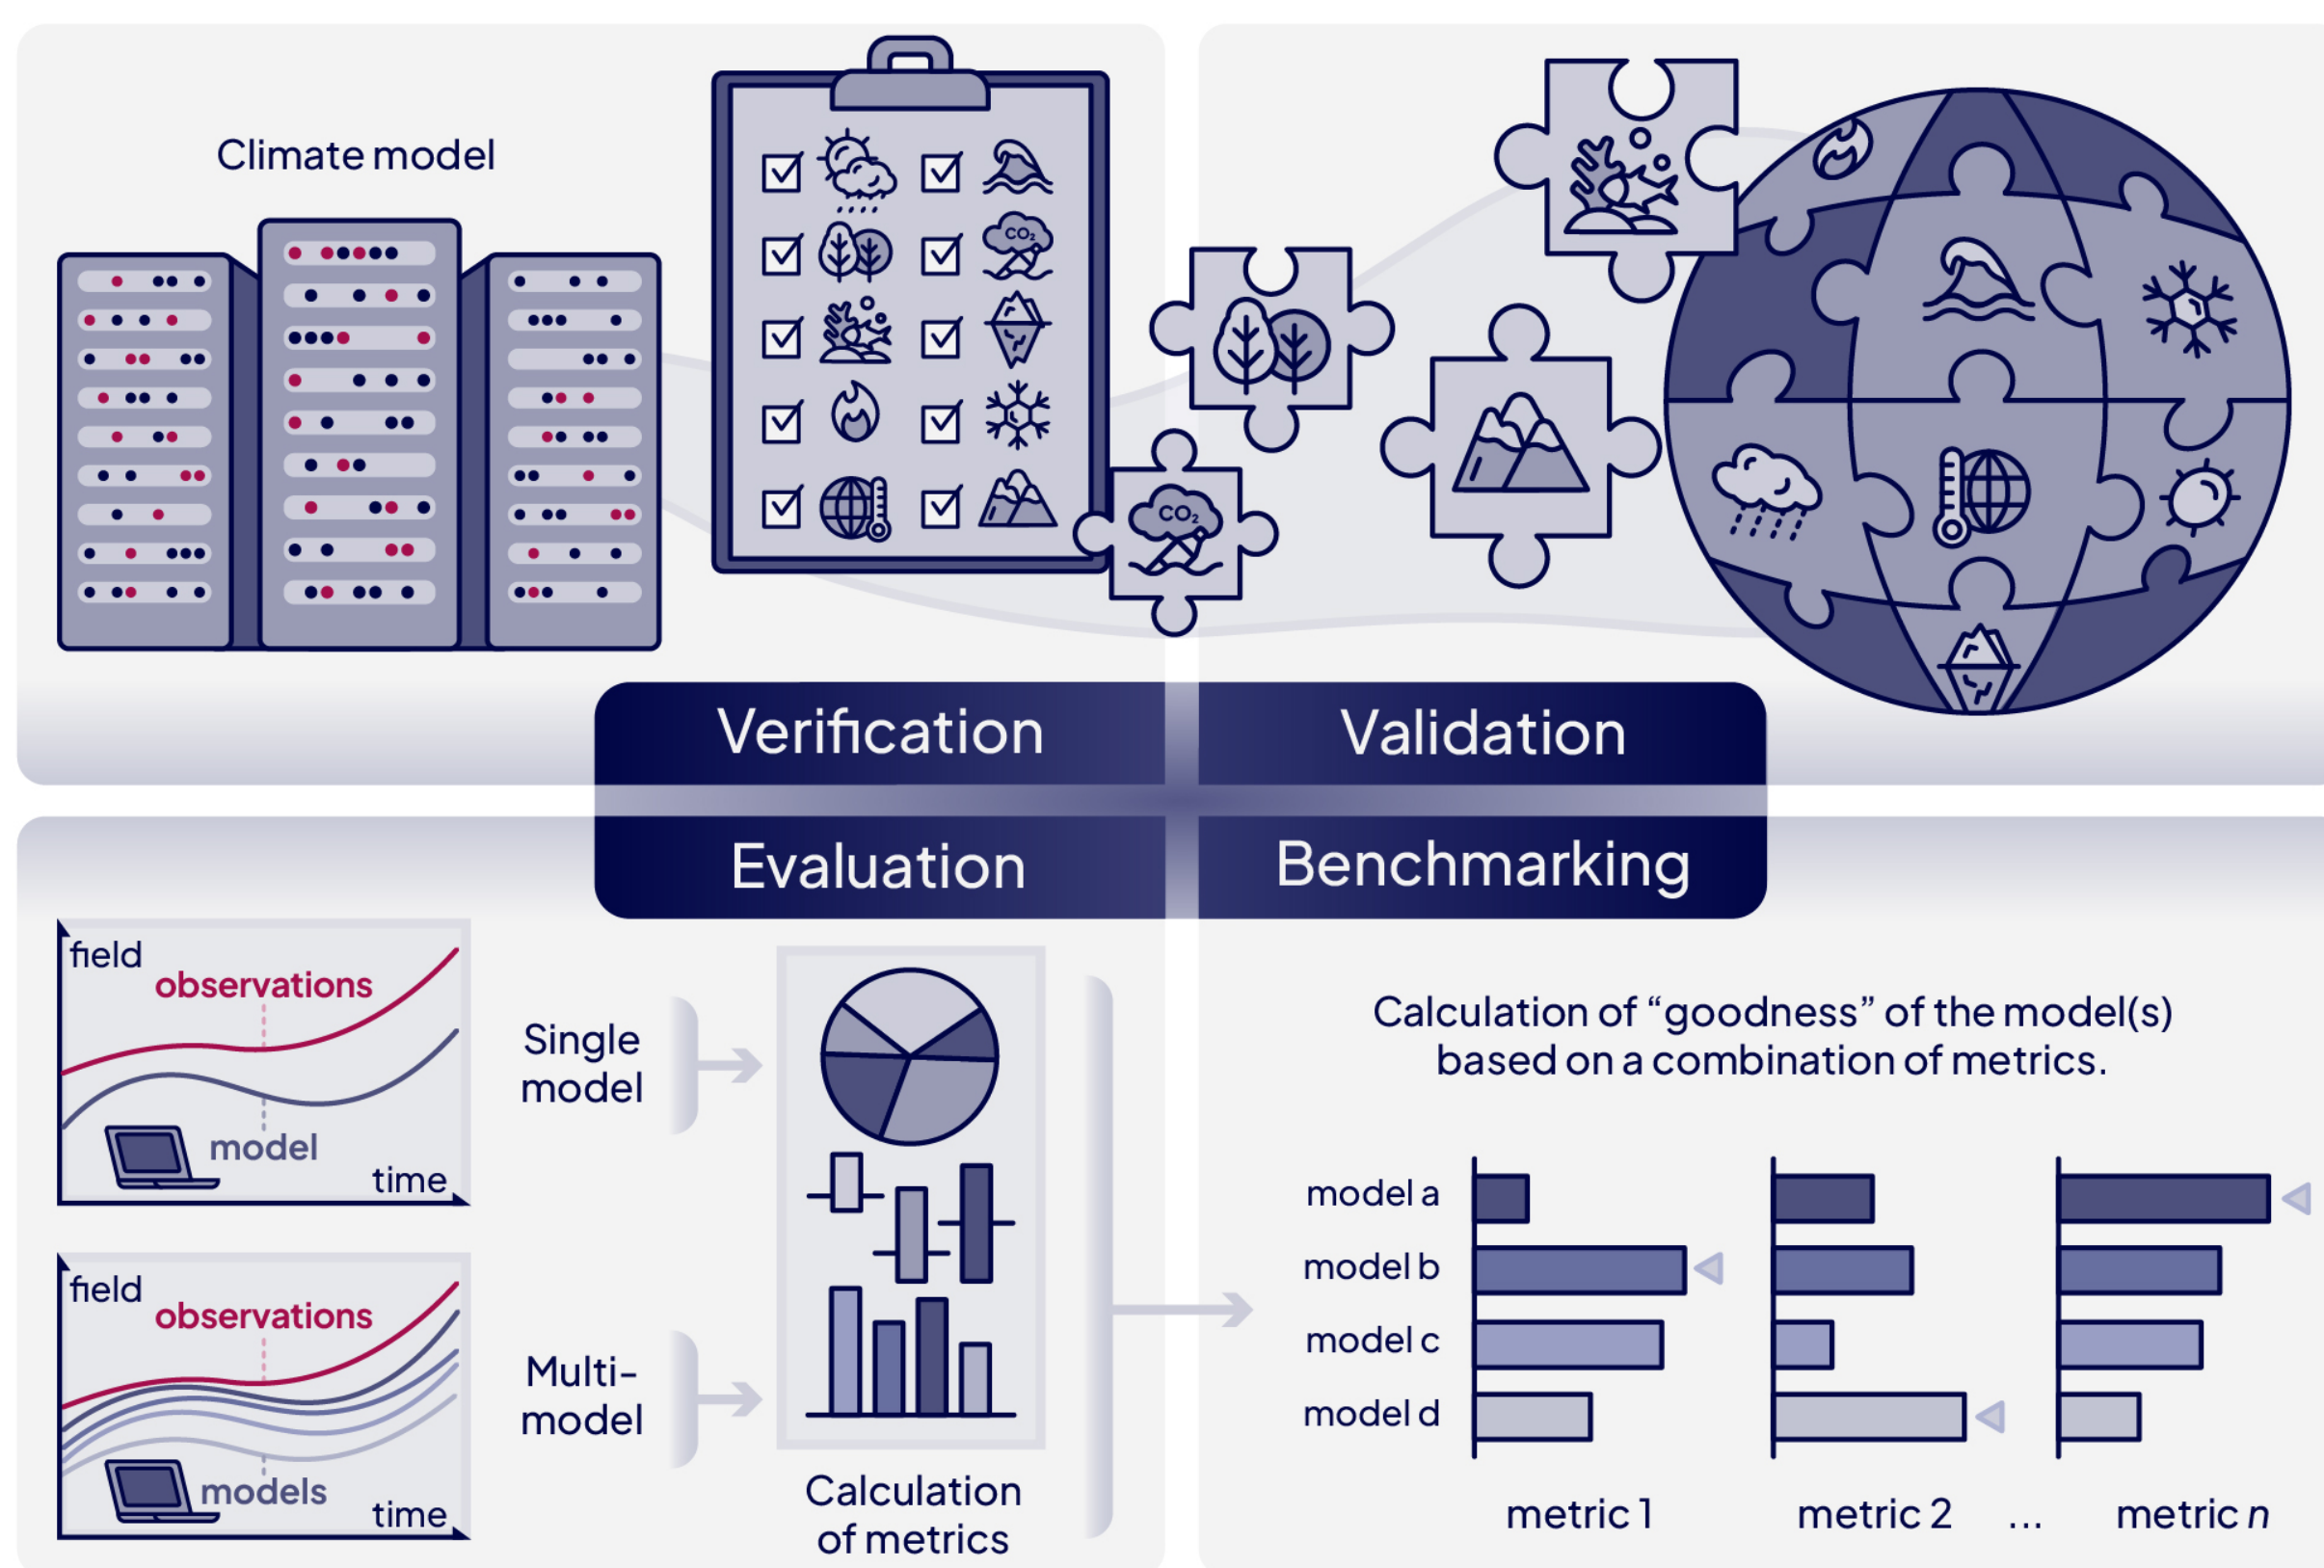 Climate model
CO₂
CO₂
Verification
Validation
Evaluation
Benchmarking
field
observations
model
time
Single
model
field
observations
models
time
Multi-
model
Calculation
of metrics
Calculation of “goodness” of the model(s)
based on a combination of metrics.
model a
model b
model c
model d
metric 1
metric 2
...
metric n